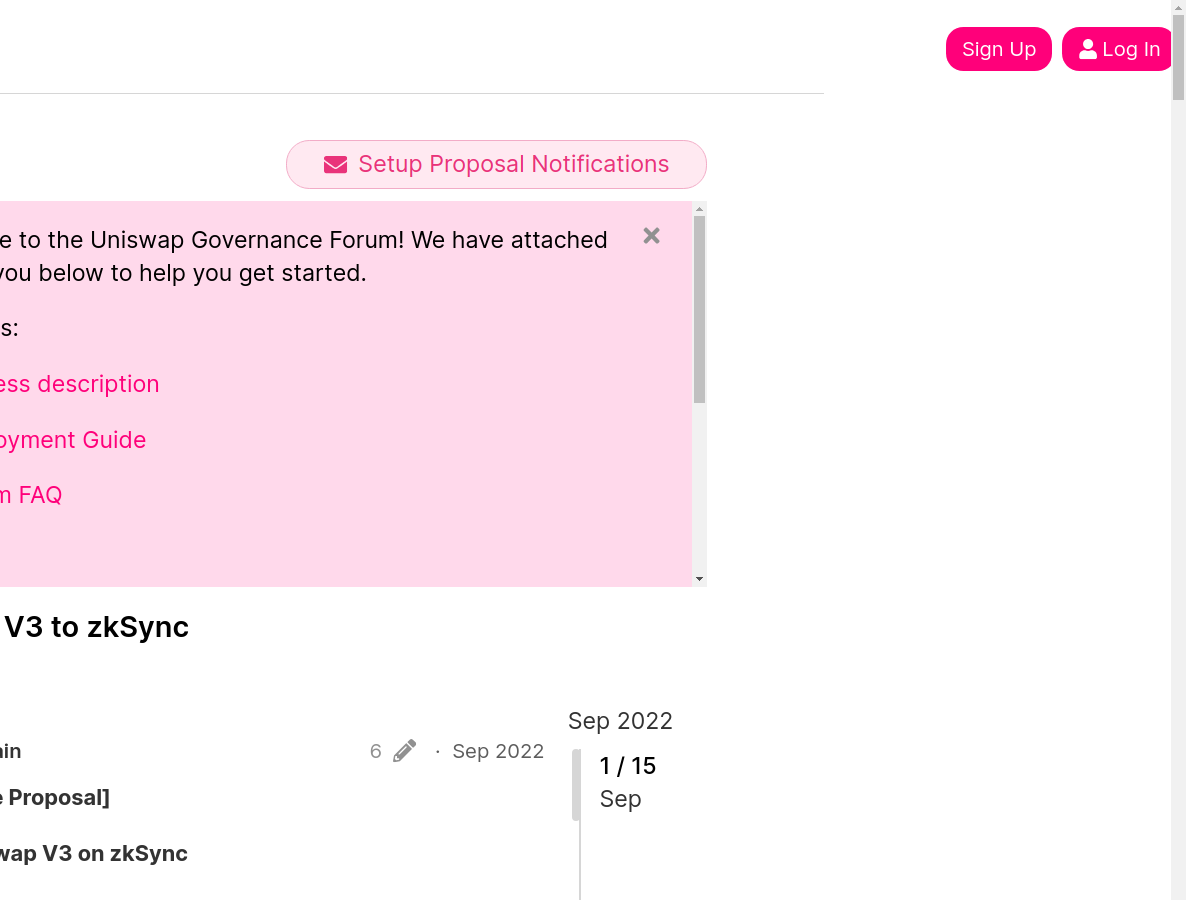 Sign Up Log In
Setup Proposal Notifications
e to the Uniswap Governance Forum! We have attached
you below to help you get started.
s:
ess description
oyment Guide
m FAQ
V3 to zkSync
Sep 2022
ain 6 · Sep 2022
1 / 15
e Proposal]
Sep
wap V3 on zkSync